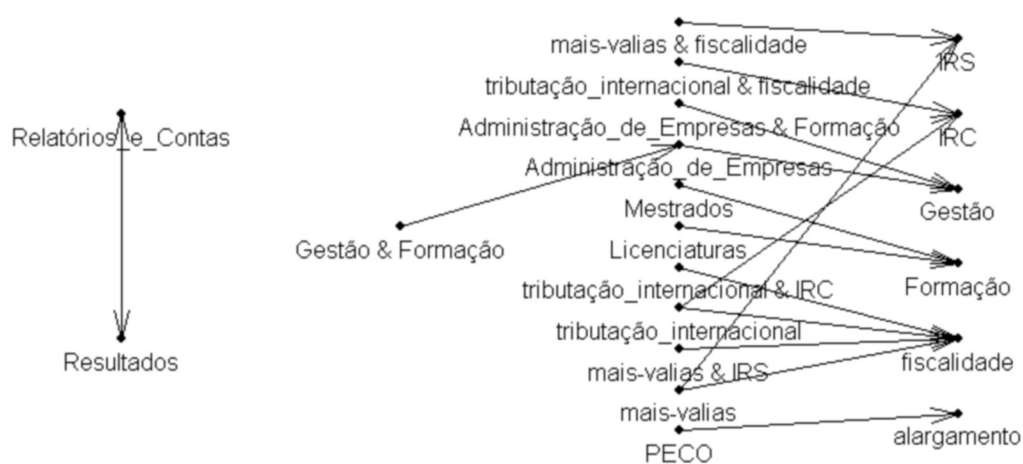 Relatórios_e_Contas
Resultados
Gestão & Formação
mais-valias & fiscalidade
tributação_internacional & fiscalidade
Administração_de_Empresas & Formação
Administração_de_Empresas
Mestrados
Licenciaturas
tributação_internacional & IRC
tributação_internacional
mais-valias & IRS
mais-valias
PECO
IRS
IRC
Gestão
Formação
fiscalidade
alargamento